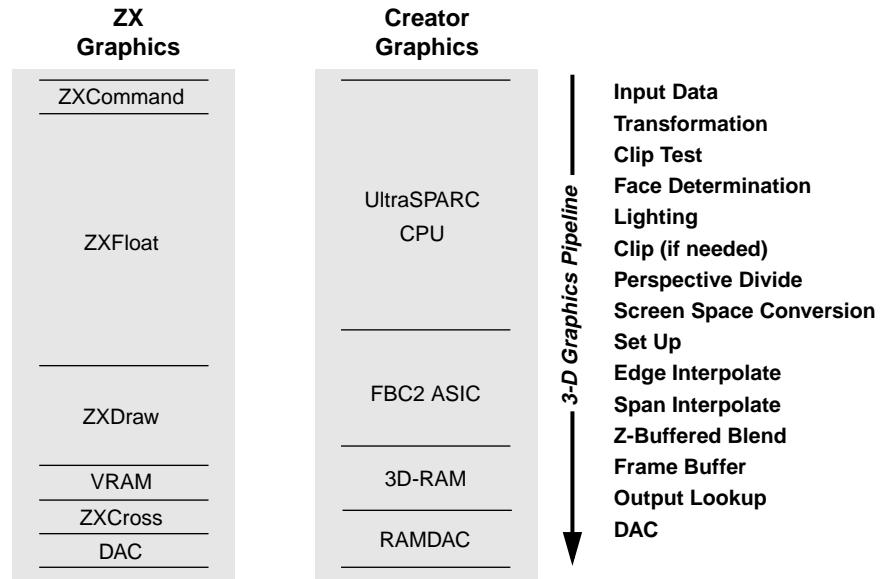 ZX
Graphics
ZXCommand
ZXFloat
ZXDraw
VRAM
ZXCross
DAC
Creator
Graphics
UltraSPARC
CPU
FBC2 ASIC
3D-RAM
RAMDAC
3-D Graphics Pipeline
Input Data
Transformation
Clip Test
Face Determination
Lighting
Clip (if needed)
Perspective Divide
Screen Space Conversion
Set Up
Edge Interpolate
Span Interpolate
Z-Buffered Blend
Frame Buffer
Output Lookup
DAC